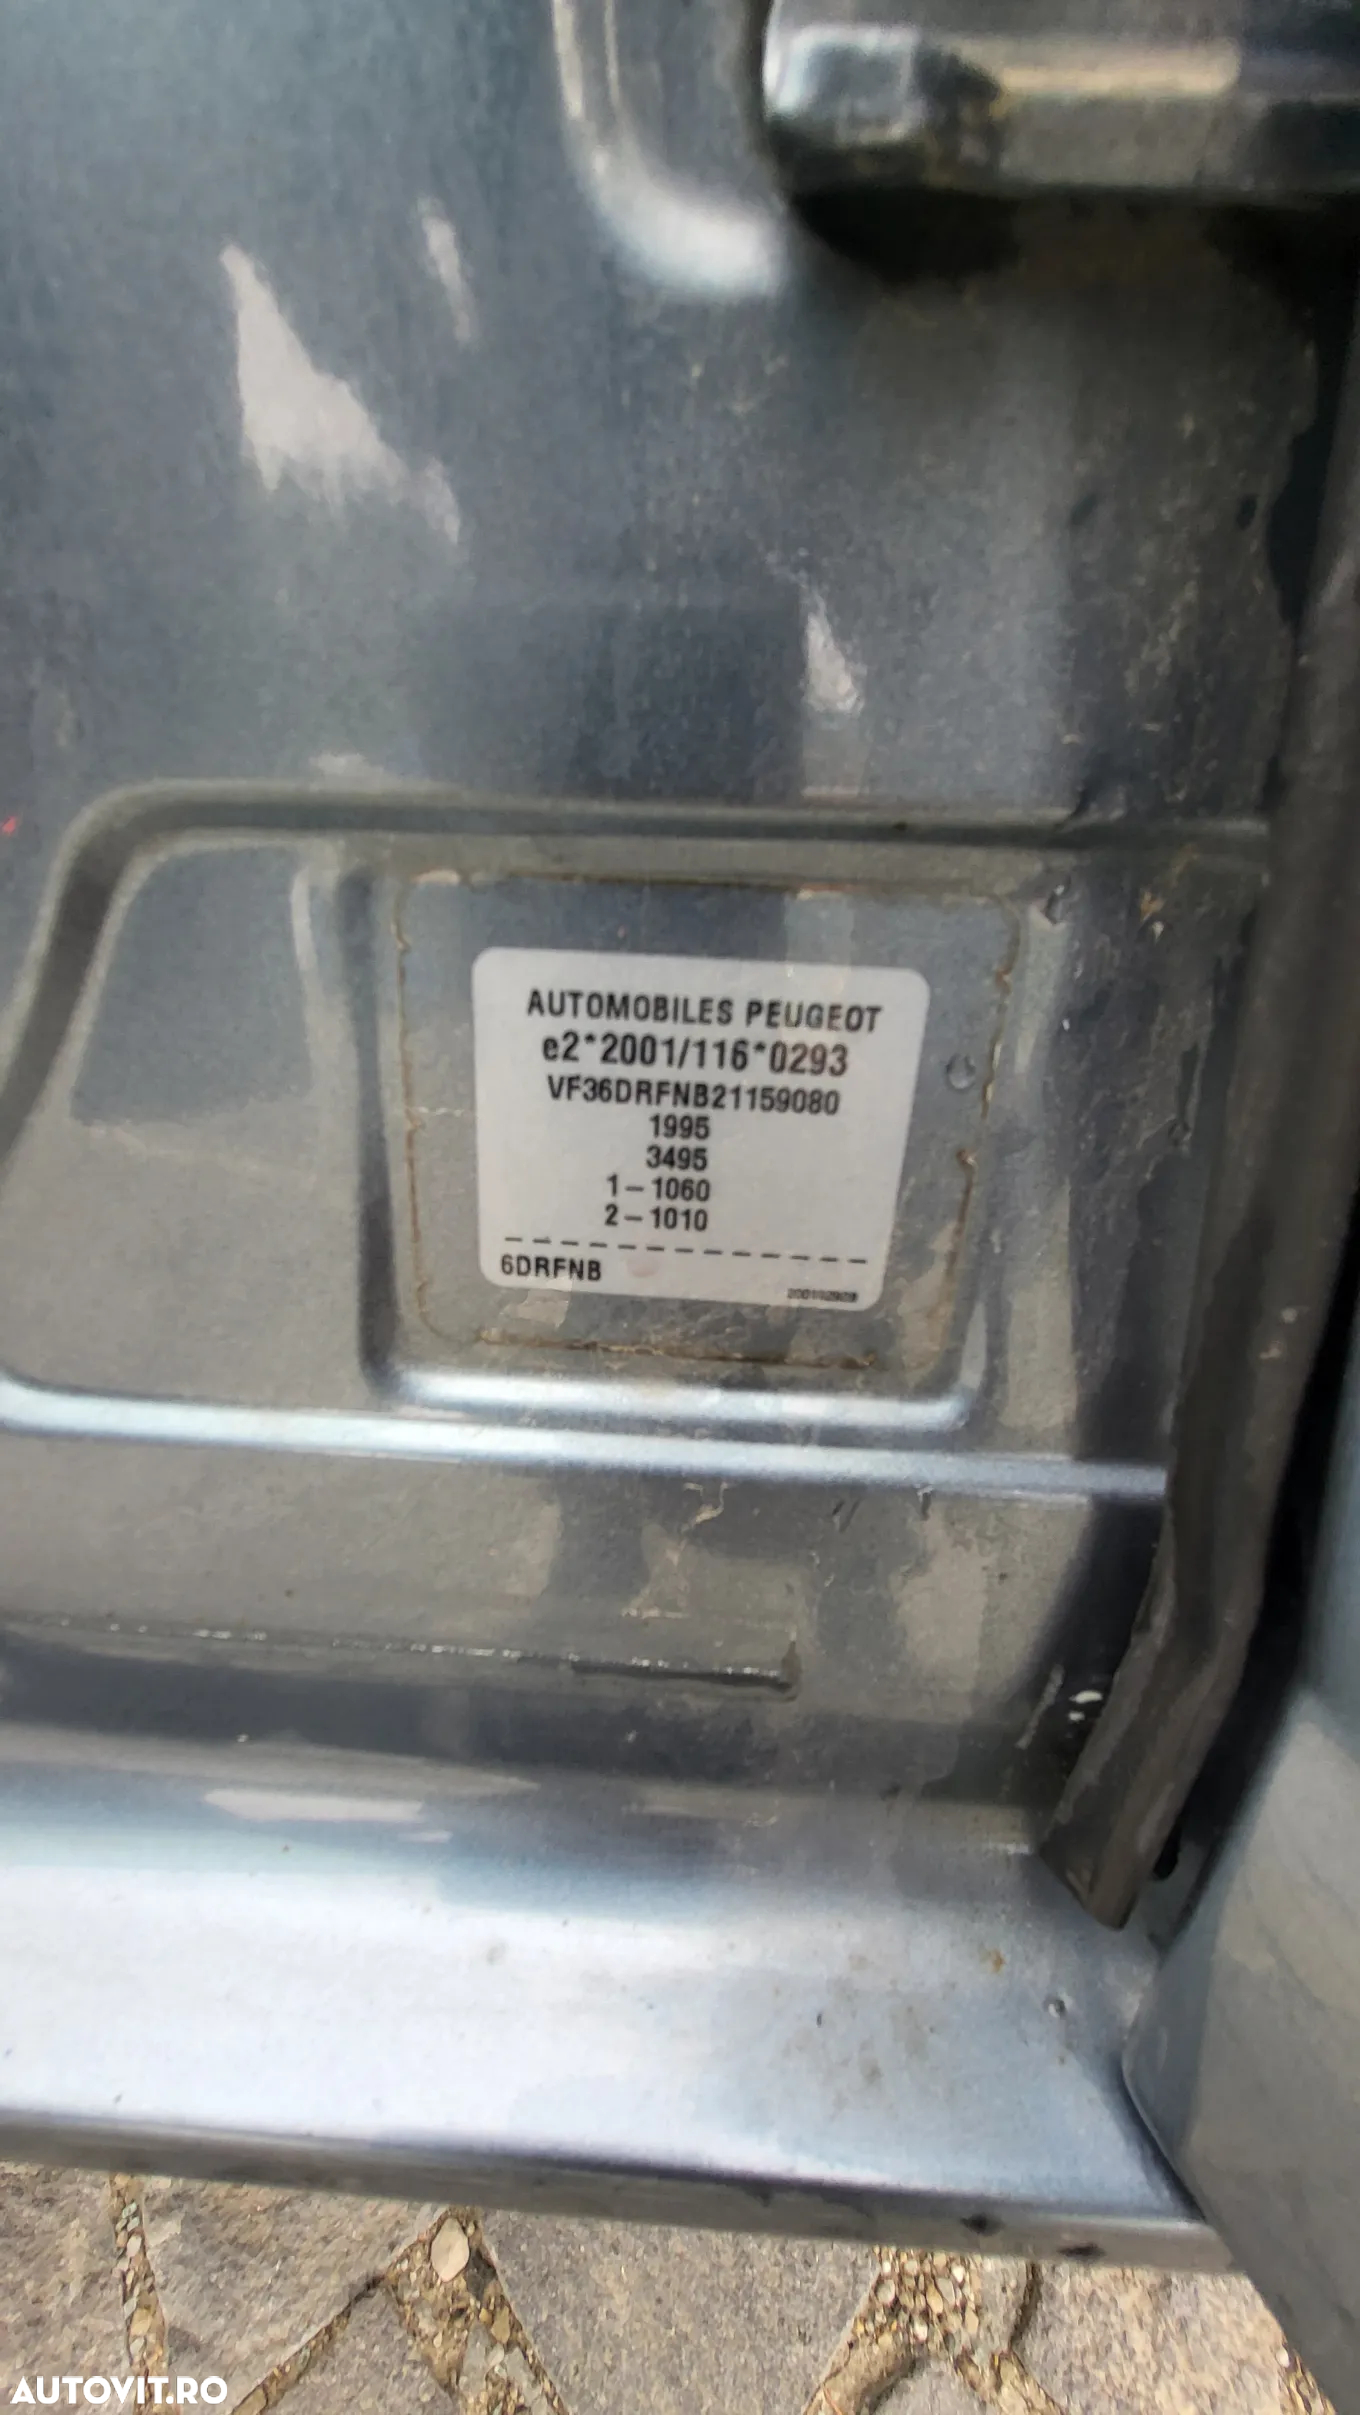 AUTOMOBILES PEUGEOT
e2*2001/116*0293
VF36DRFNB21159080
1995
3495
1-1060
2-1010
6DRFNB
AUTOVIT.RO